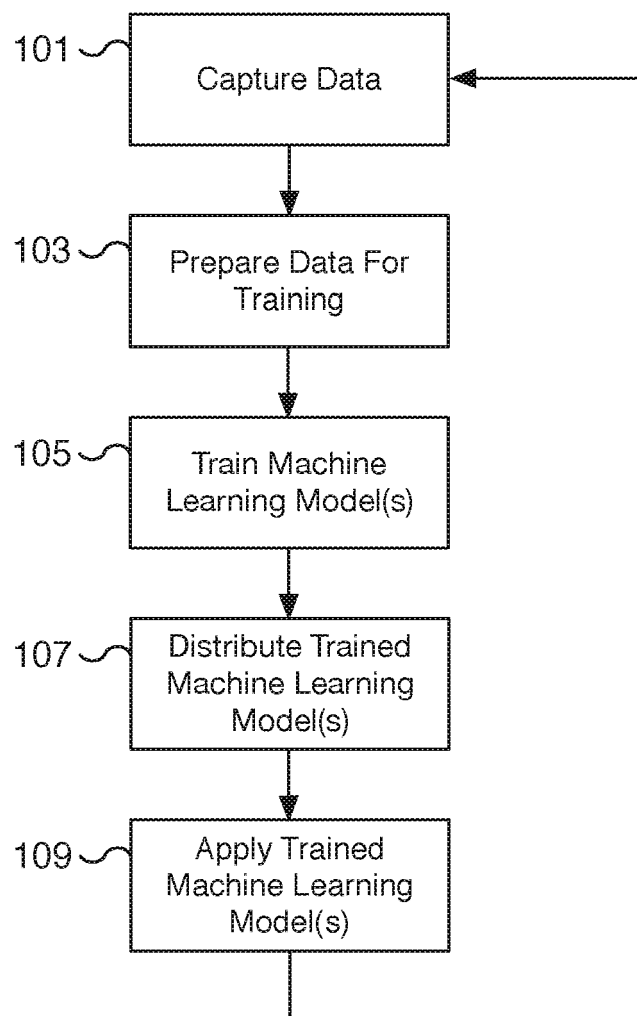 101
Capture Data
103
Prepare Data For
Training
105
Train Machine
Learning Model(s)
107
Distribute Trained
Machine Learning
Model(s)
109
Apply Trained
Machine Learning
Model(s)